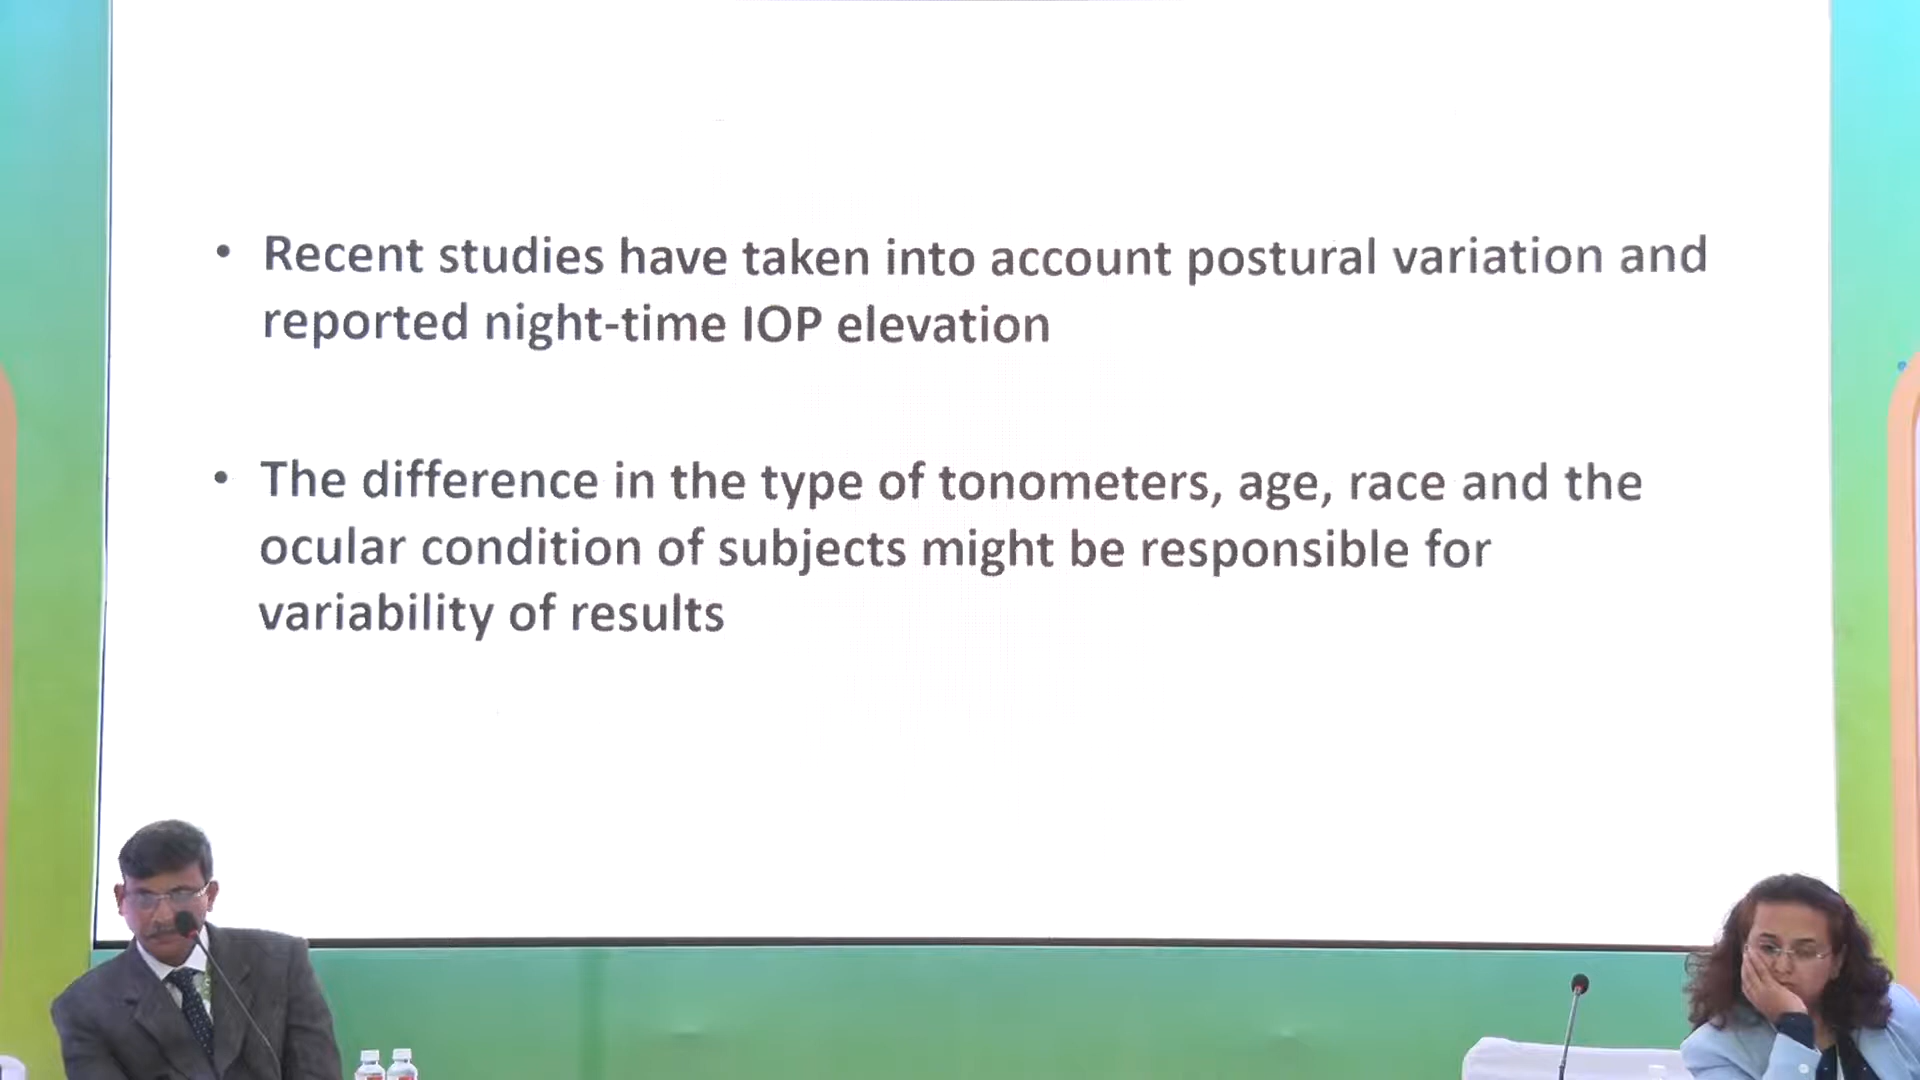 • Recent studies have taken into account postural variation and
reported night-time IOP elevation
• The difference in the type of tonometers, age, race and the
ocular condition of subjects might be responsible for
variability of results